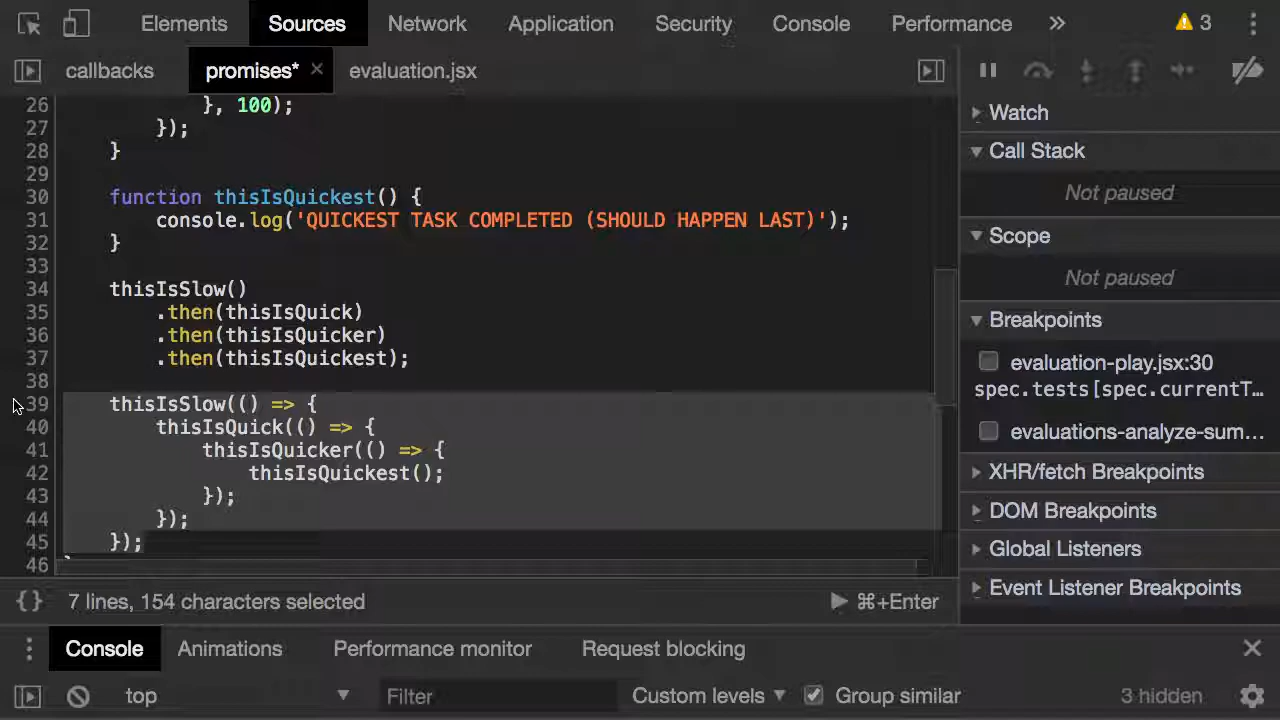 Elements Sources Network Application Security Console Performance » 3
callbacks promises* × evaluation.jsx
26 }, 100);
27 });
28 }
29
30 function thisIsQuickest() {
31 console.log('QUICKEST TASK COMPLETED (SHOULD HAPPEN LAST)');
32 }
33
34 thisIsSlow()
35 .then(thisIsQuick)
36 .then(thisIsQuicker)
37 .then(thisIsQuickest);
38
39 thisIsSlow(() => {
40 thisIsQuick(() => {
41 thisIsQuicker(() => {
42 thisIsQuickest();
43 });
44 });
45 });
46
{} 7 lines, 154 characters selected ⌘+Enter
Watch
Call Stack
Not paused
Scope
Not paused
Breakpoints
evaluation-play.jsx:30
spec.tests[spec.currentT…
evaluations-analyze-sum…
XHR/fetch Breakpoints
DOM Breakpoints
Global Listeners
Event Listener Breakpoints
Console Animations Performance monitor Request blocking
top Filter Custom levels Group similar 3 hidden